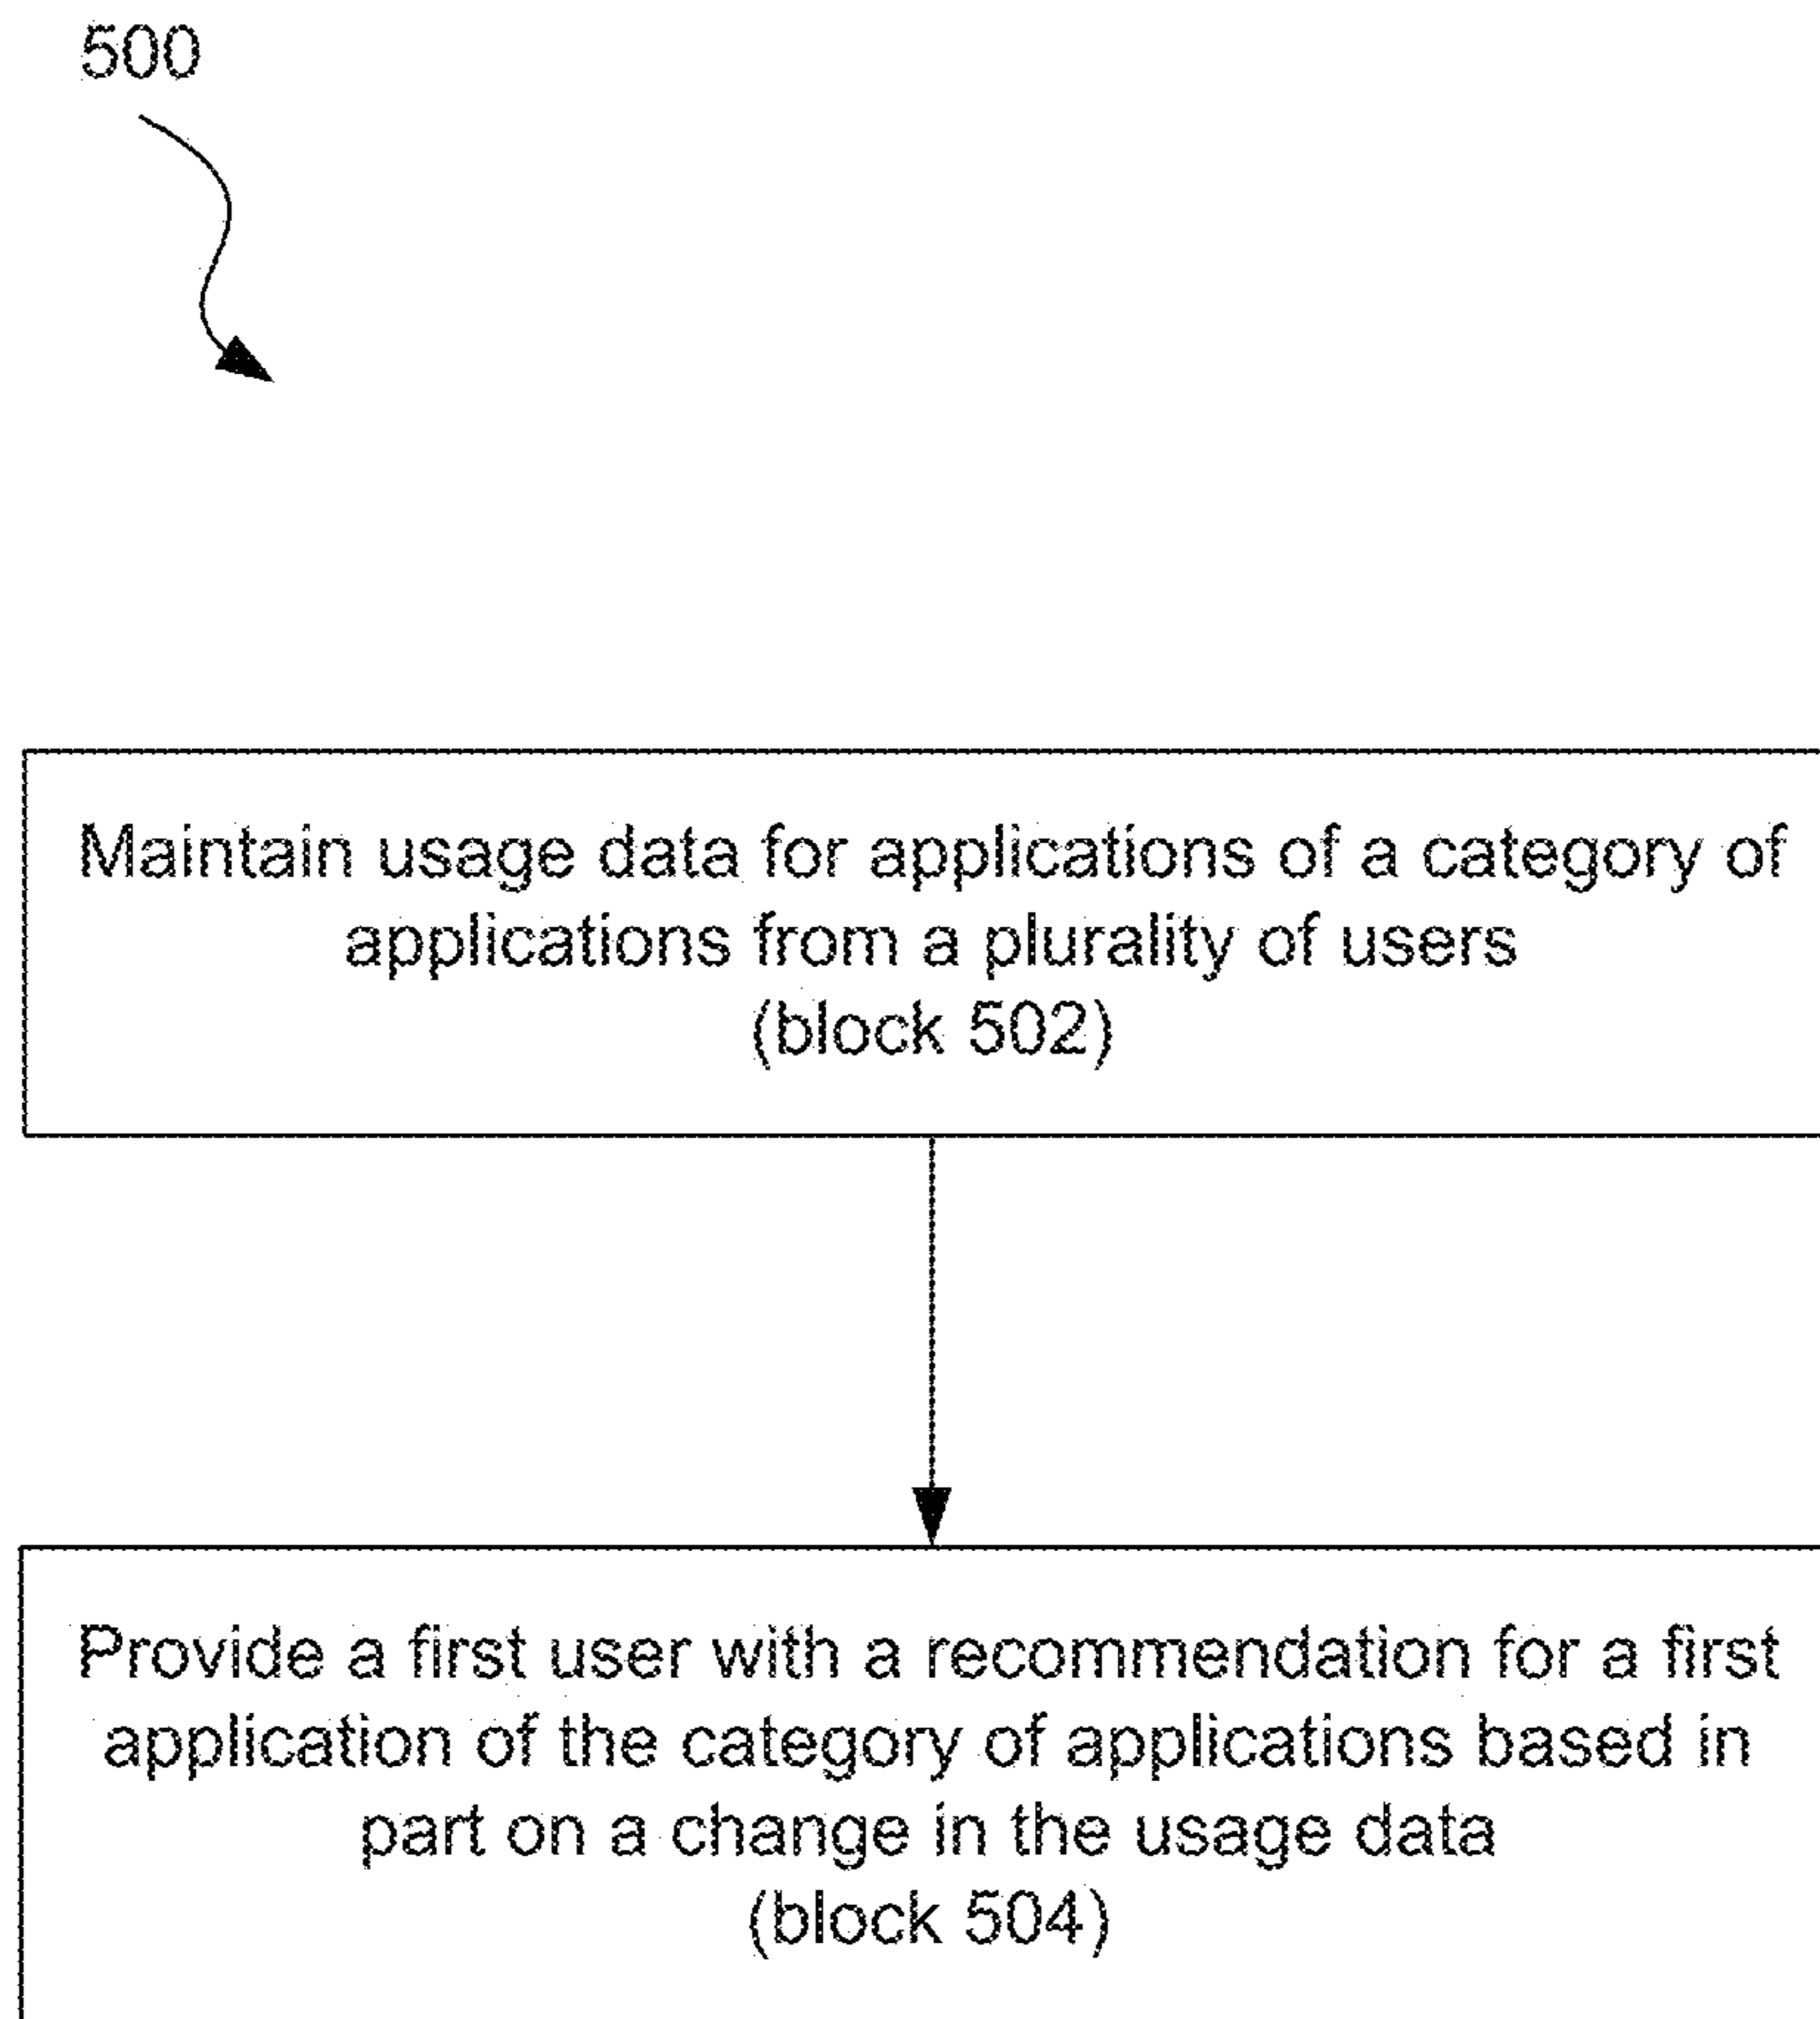 500
Maintain usage data for applications of a category of
applications from a plurality of users
(block 502)
Provide a first user with a recommendation for a first
application of the category of applications based in
part on a change in the usage data
(block 504)